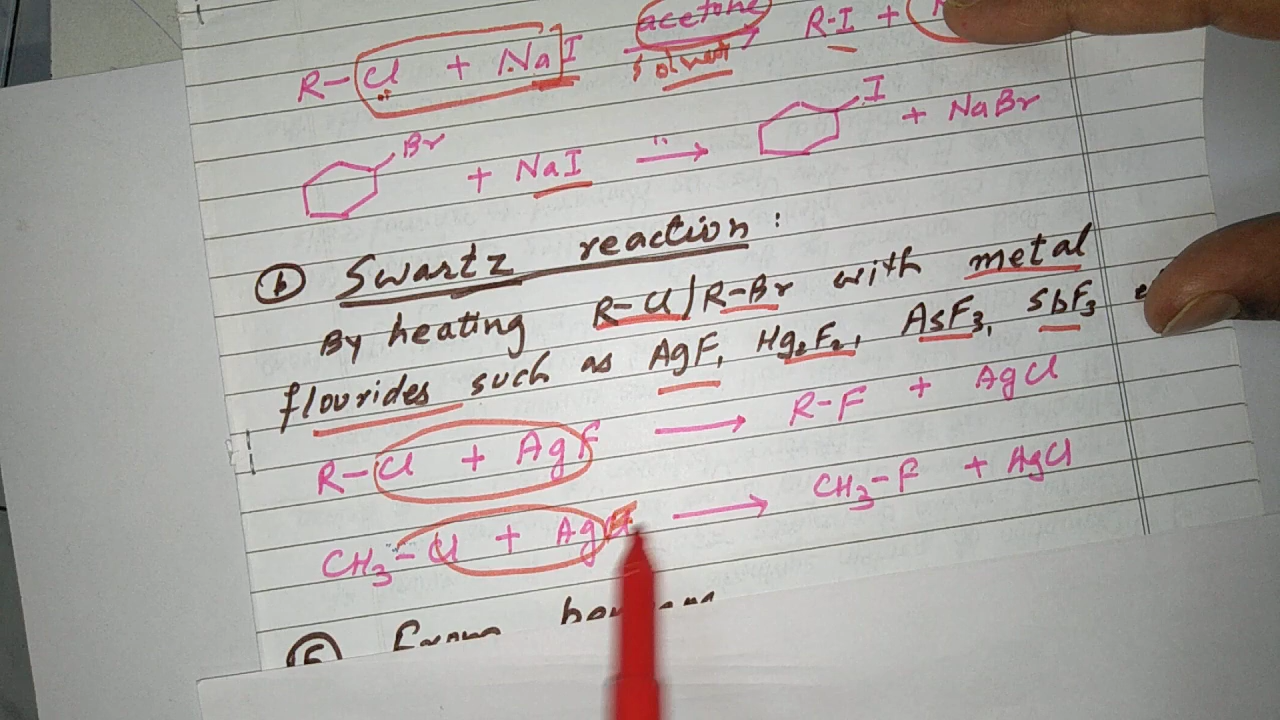 acetone
R-Cl + NaI → R-I +
solvent
Br I
+ NaI → + NaBr
(b) Swartz reaction :
By heating R-Cl/R-Br with metal
flourides such as AgF, Hg2F2, AsF3, SbF3
R-Cl + AgF → R-F + AgCl
CH3-Cl + Ag → CH3-F + AgCl